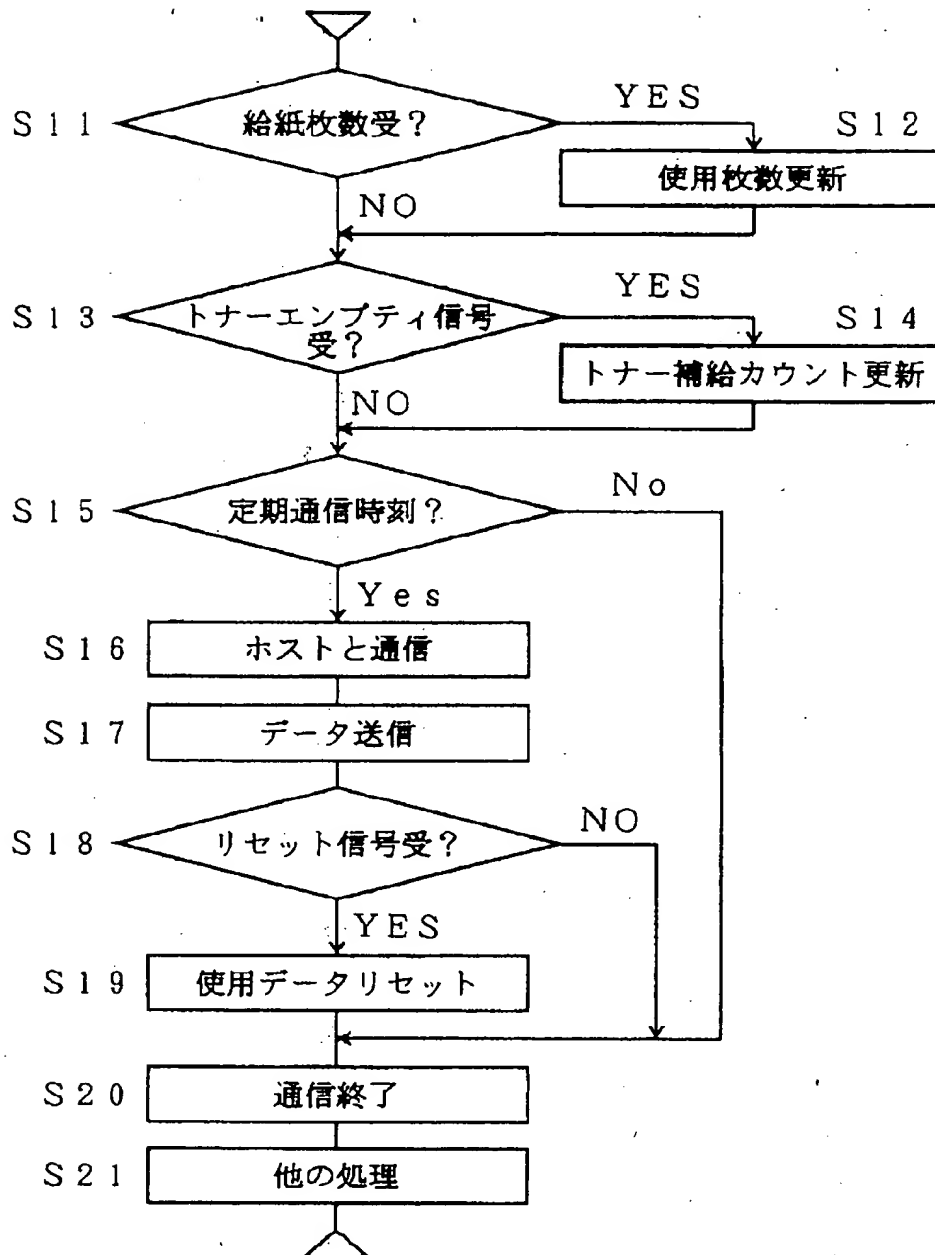 S11
給紙枚数受？
YES
S12
使用枚数更新
NO
S13
トナーエンプティ信号
受？
YES
S14
トナー補給カウント更新
NO
S15
定期通信時刻？
No
Yes
S16
ホストと通信
S17
データ送信
S18
リセット信号受？
NO
YES
S19
使用データリセット
S20
通信終了
S21
他の処理